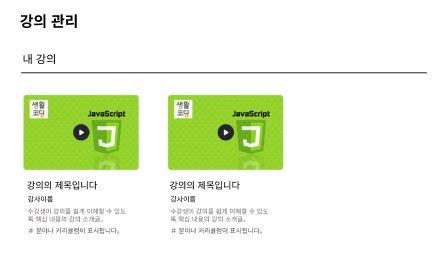 강의 관리
내 강의
생활
코딩
JavaScript
생활
코딩
JavaScript
강의의 제목입니다
강사이름
수강생이 강의를 쉽게 이해할 수 있도
록 핵심 내용의 강의 소개글。
# 분야나 커리큘럼이 표시됩니다。
강의의 제목입니다
강사이름
수강생이 강의를 쉽게 이해할 수 있도
록 핵심 내용의 강의 소개글。
# 분야나 커리큘럼이 표시됩니다。